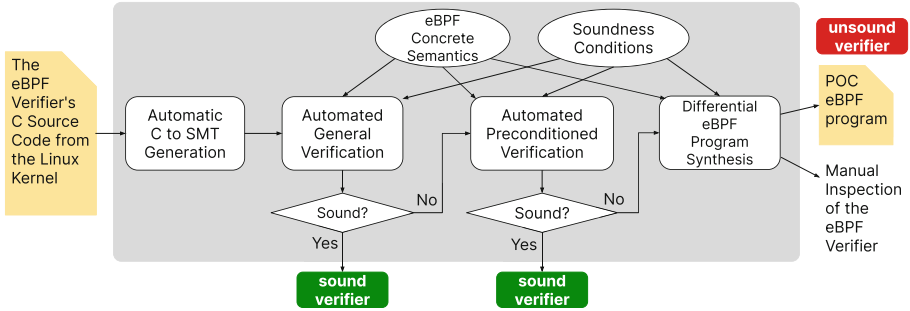 The
eBPF
Verifier's
C Source
Code from
the Linux
Kernel
Automatic
C to SMT
Generation
eBPF
Concrete
Semantics
Soundness
Conditions
Automated
General
Verification
Automated
Preconditioned
Verification
Differential
eBPF
Program
Synthesis
Sound?
No
Yes
Sound?
No
Yes
sound
verifier
sound
verifier
unsound
verifier
POC
eBPF
program
Manual
Inspection
of the
eBPF
Verifier